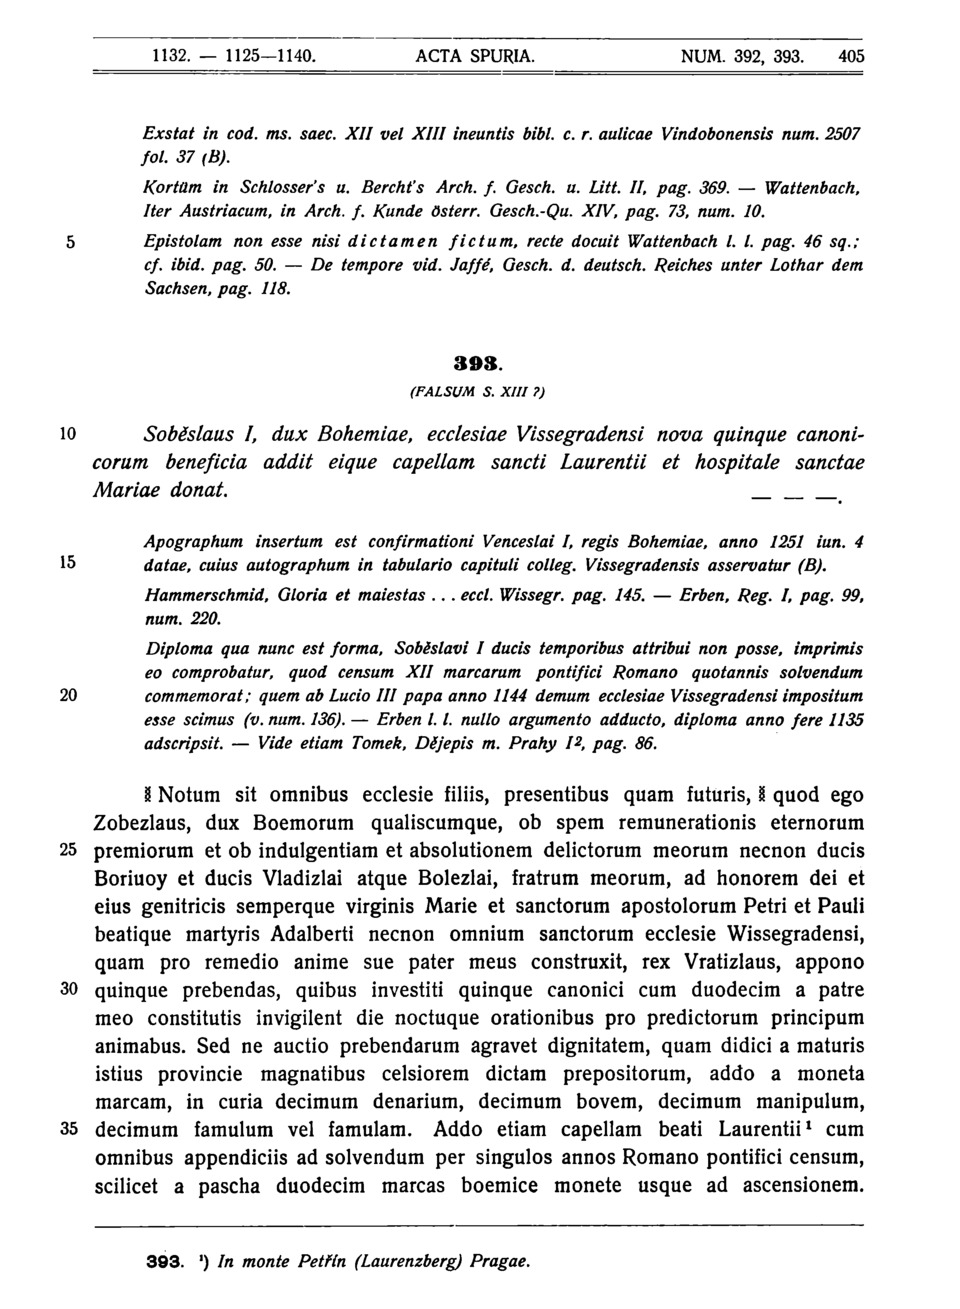 1132. — 1125—1140. ACTA SPURIA. NUM. 392, 393. 405
Exstat in cod. ms. saec. XII vel XIII ineuntis bibl. c. r. aulicae Vindobonensis num. 2507
fol. 37 (B).
Kortüm in Schlosser's u. Bercht's Arch. f. Gesch. u. Litt. II, pag. 369. — Wattenbach,
Iter Austriacum, in Arch. f. Kunde österr. Gesch.-Qu. XIV, pag. 73, num. 10.
5 Epistolam non esse nisi dictamen fictum, recte docuit Wattenbach l. l. pag. 46 sq.;
cf. ibid. pag. 50. — De tempore vid. Jaffé, Gesch. d. deutsch. Reiches unter Lothar dem
Sachsen, pag. 118.
393.
(FALSUM S. XIII ?)
10 Soběslaus I, dux Bohemiae, ecclesiae Vissegradensi nova quinque canoni-
corum beneficia addit eique capellam sancti Laurentii et hospitale sanctae
Mariae donat. — — —.
Apographum insertum est confirmationi Venceslai I, regis Bohemiae, anno 1251 iun. 4
15 datae, cuius autographum in tabulario capituli colleg. Vissegradensis asservatur (B).
Hammerschmid, Gloria et maiestas . . . eccl. Wissegr. pag. 145. — Erben, Reg. I, pag. 99,
num. 220.
Diploma qua nunc est forma, Soběslavi I ducis temporibus attribui non posse, imprimis
eo comprobatur, quod censum XII marcarum pontifici Romano quotannis solvendum
20 commemorat; quem ab Lucio III papa anno 1144 demum ecclesiae Vissegradensi impositum
esse scimus (v. num. 136). — Erben l. l. nullo argumento adducto, diploma anno fere 1135
adscripsit. — Vide etiam Tomek, Dějepis m. Prahy I², pag. 86.
Notum sit omnibus ecclesie filiis, presentibus quam futuris, quod ego
Zobezlaus, dux Boemorum qualiscumque, ob spem remunerationis eternorum
25 premiorum et ob indulgentiam et absolutionem delictorum meorum necnon ducis
Boriuoy et ducis Vladizlai atque Bolezlai, fratrum meorum, ad honorem dei et
eius genitricis semperque virginis Marie et sanctorum apostolorum Petri et Pauli
beatique martyris Adalberti necnon omnium sanctorum ecclesie Wissegradensi,
quam pro remedio anime sue pater meus construxit, rex Vratizlaus, appono
30 quinque prebendas, quibus investiti quinque canonici cum duodecim a patre
meo constitutis invigilent die noctuque orationibus pro predictorum principum
animabus. Sed ne auctio prebendarum agravet dignitatem, quam didici a maturis
istius provincie magnatibus celsiorem dictam prepositorum, addo a moneta
marcam, in curia decimum denarium, decimum bovem, decimum manipulum,
35 decimum famulum vel famulam. Addo etiam capellam beati Laurentii¹ cum
omnibus appendiciis ad solvendum per singulos annos Romano pontifici censum,
scilicet a pascha duodecim marcas boemice monete usque ad ascensionem.
393. ¹) In monte Petřín (Laurenzberg) Pragae.